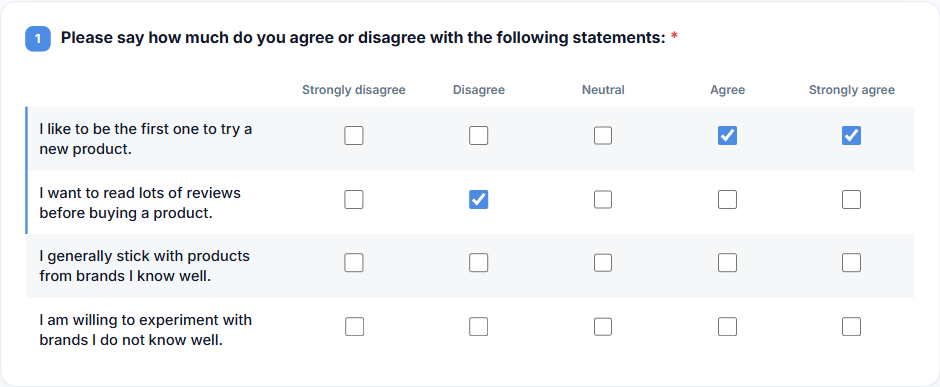 1 Please say how much do you agree or disagree with the following statements: *
Strongly disagree Disagree Neutral Agree Strongly agree
I like to be the first one to try a
new product.
I want to read lots of reviews
before buying a product.
I generally stick with products
from brands I know well.
I am willing to experiment with
brands I do not know well.